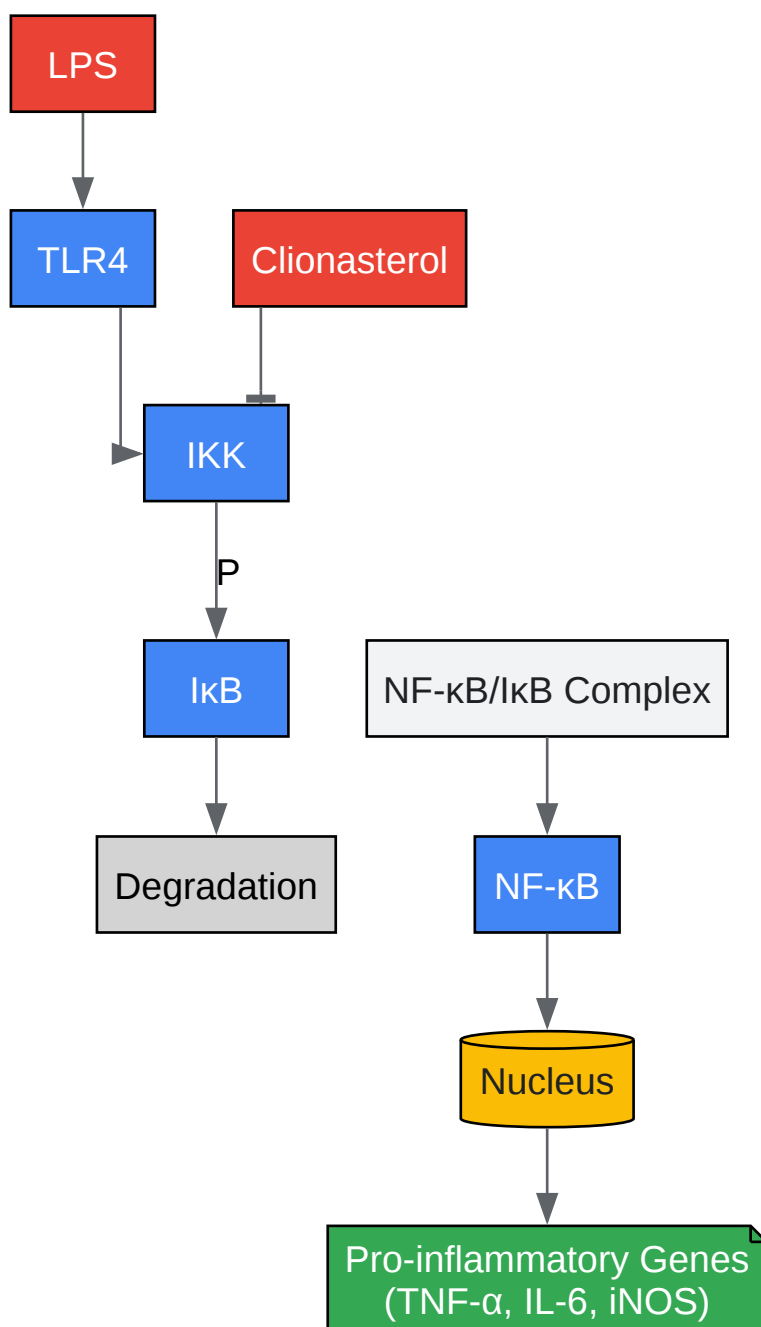 LPS
TLR4
Clionasterol
IKK
P
IκB
NF-κB/IκB Complex
Degradation
NF-κB
Nucleus
Pro-inflammatory Genes
(TNF-α, IL-6, iNOS)